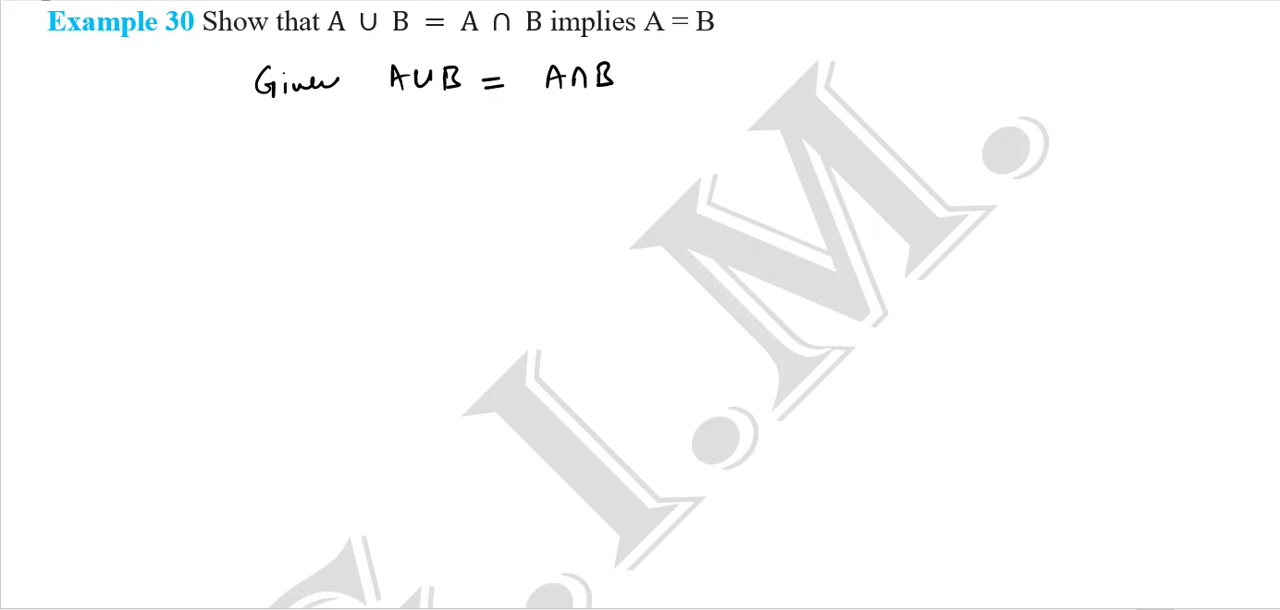 Example 30 Show that A ∪ B = A ∩ B implies A = B
Given A∪B = A∩B
I.M.